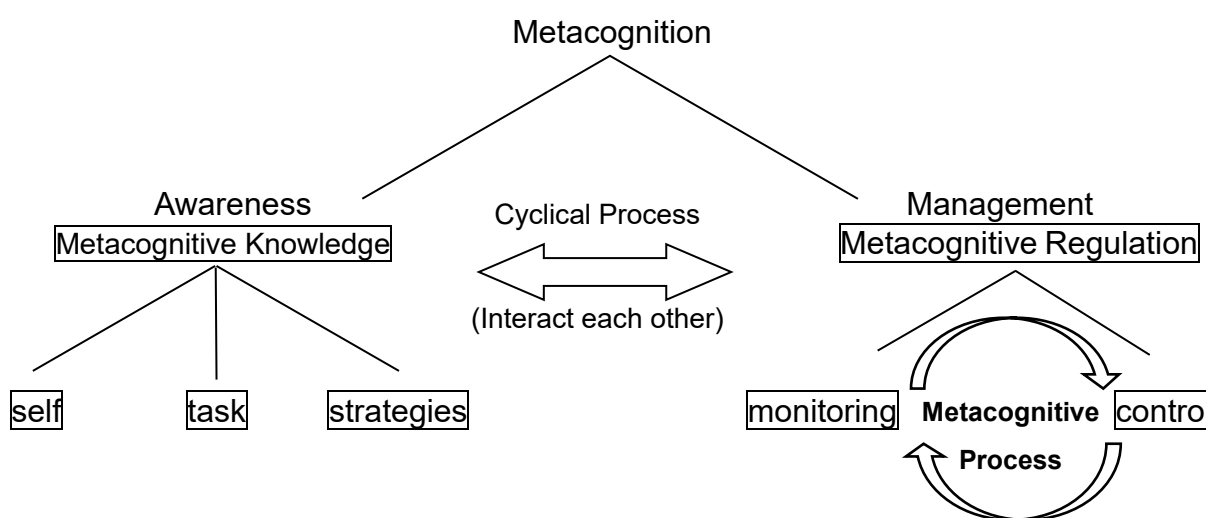 Metacognition
Awareness
Metacognitive Knowledge
Cyclical Process
(Interact each other)
Management
Metacognitive Regulation
self
task
strategies
monitoring
Metacognitive
Process
contro